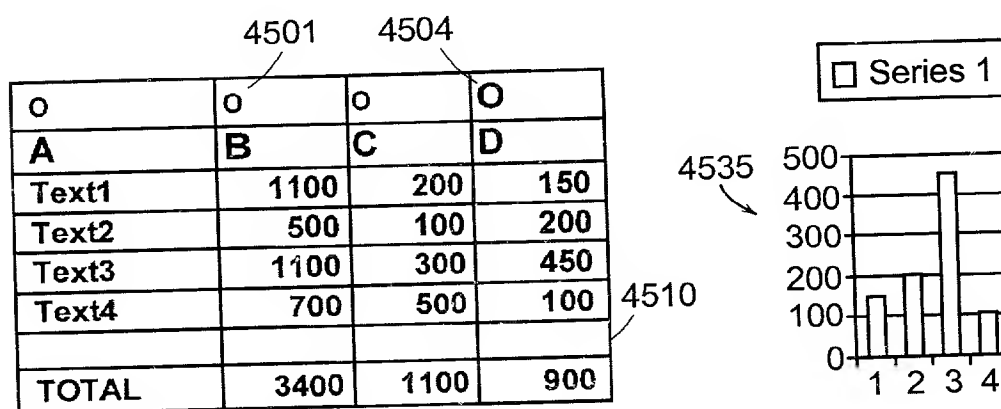 4501 4504
o o o O
A B C D
Text1 1100 200 150
Text2 500 100 200
Text3 1100 300 450
Text4 700 500 100
TOTAL 3400 1100 900
4510
Series 1
4535
500
400
300
200
100
0
1 2 3 4